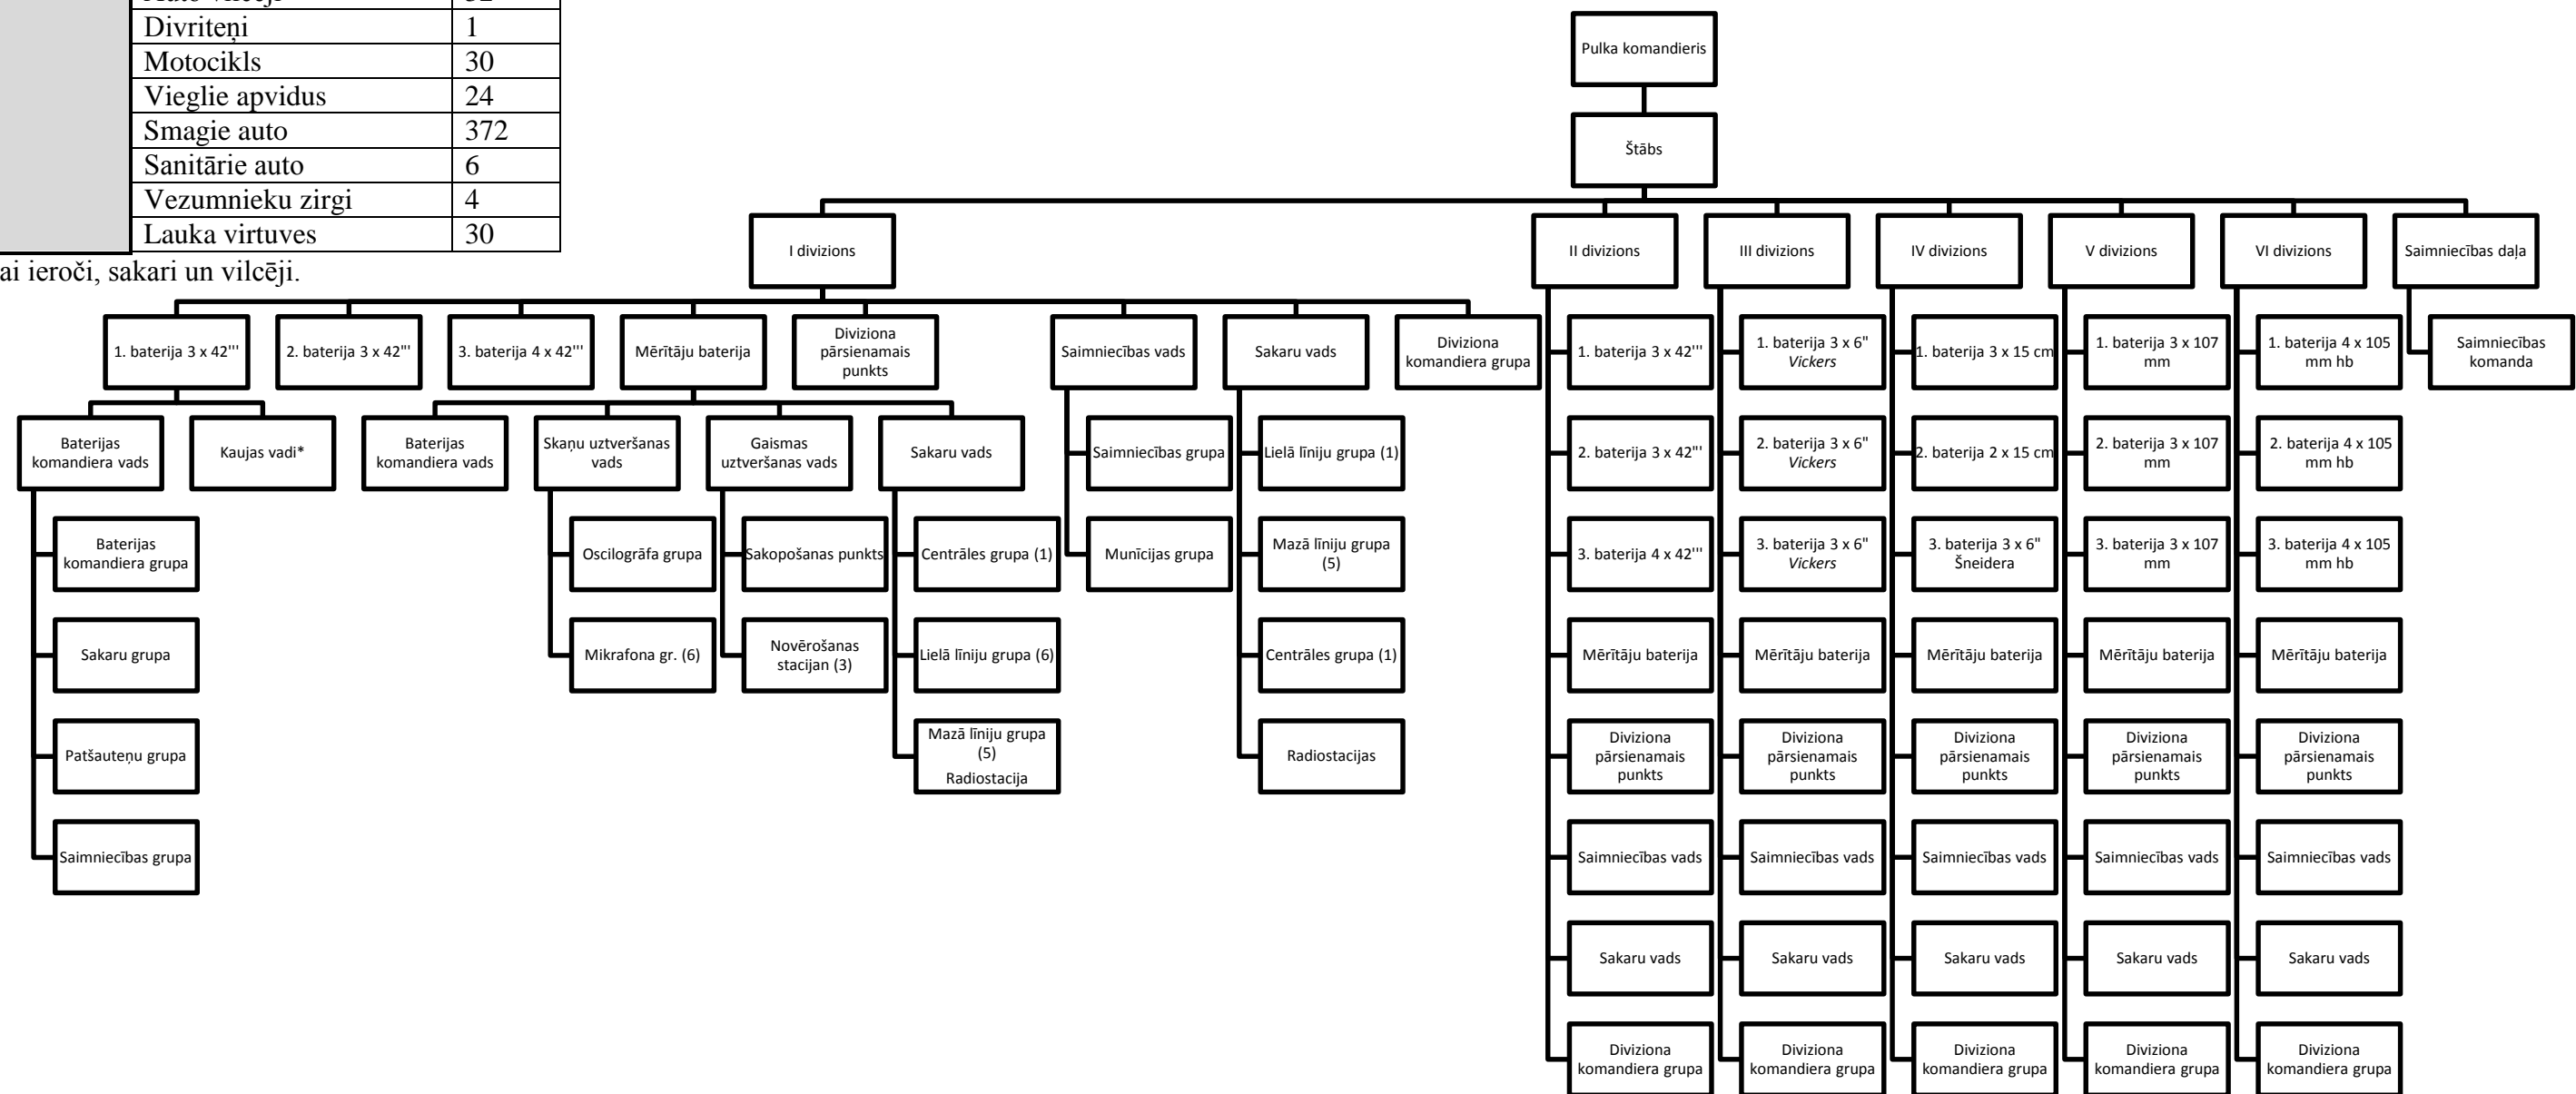 Divriteņi 1
Motocikls 30
Vieglie apvidus 24
Smagie auto 372
Sanitārie auto 6
Vezumnieku zirgi 4
Lauka virtuves 30
ai ieroči, sakari un vilcēji.
Pulka komandieris
Štābs
I divizions
II divizions
III divizions
IV divizions
V divizions
VI divizions
Saimniecības daļa
1. baterija 3 x 42'''
2. baterija 3 x 42'''
3. baterija 4 x 42'''
Mērītāju baterija
Diviziona
pārsienamais
punkts
Saimniecības vads
Sakaru vads
Diviziona
komandiera grupa
Baterijas
komandiera vads
Kaujas vadi*
Baterijas
komandiera grupa
Sakaru grupa
Patšauteņu grupa
Saimniecības grupa
Baterijas
komandiera vads
Skaņu uztveršanas
vads
Gaismas
uztveršanas vads
Sakaru vads
Oscilogrāfa grupa
Mikrafona gr. (6)
Sakopošanas punkts
Novērošanas
stacijan (3)
Centrāles grupa (1)
Lielā līniju grupa (6)
Mazā līniju grupa
(5)
Radiostacija
Saimniecības grupa
Munīcijas grupa
Lielā līniju grupa (1)
Mazā līniju grupa
(5)
Centrāles grupa (1)
Radiostacijas
1. baterija 3 x 42'''
2. baterija 3 x 42'''
3. baterija 4 x 42'''
Mērītāju baterija
Diviziona
pārsienamais
punkts
Saimniecības vads
Sakaru vads
Diviziona
komandiera grupa
1. baterija 3 x 6"
Vickers
2. baterija 3 x 6"
Vickers
3. baterija 3 x 6"
Vickers
Mērītāju baterija
Diviziona
pārsienamais
punkts
Saimniecības vads
Sakaru vads
Diviziona
komandiera grupa
1. baterija 3 x 15 cm
2. baterija 2 x 15 cm
3. baterija 3 x 6"
Šneidera
Mērītāju baterija
Diviziona
pārsienamais
punkts
Saimniecības vads
Sakaru vads
Diviziona
komandiera grupa
1. baterija 3 x 107
mm
2. baterija 3 x 107
mm
3. baterija 3 x 107
mm
Mērītāju baterija
Diviziona
pārsienamais
punkts
Saimniecības vads
Sakaru vads
Diviziona
komandiera grupa
1. baterija 4 x 105
mm hb
2. baterija 4 x 105
mm hb
3. baterija 4 x 105
mm hb
Mērītāju baterija
Diviziona
pārsienamais
punkts
Saimniecības vads
Sakaru vads
Diviziona
komandiera grupa
Saimniecības
komanda